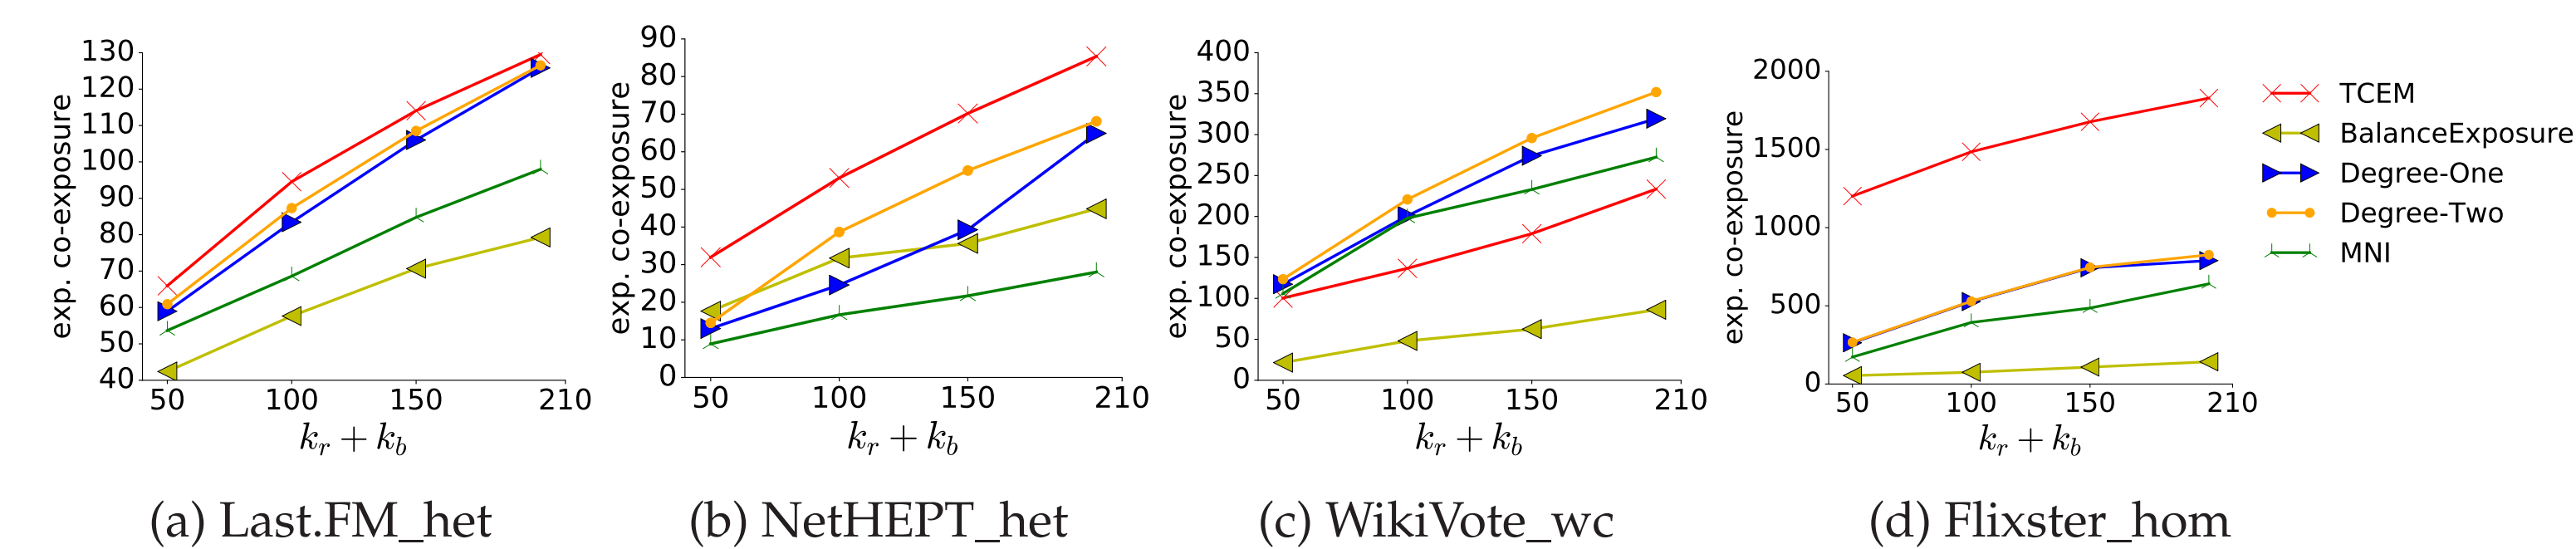 130
120
110
100
90
80
70
60
50
40
exp. co-exposure
50 100 150 210
k_r + k_b
(a) Last.FM_het
90
80
70
60
50
40
30
20
10
0
exp. co-exposure
50 100 150 210
k_r + k_b
(b) NetHEPT_het
400
350
300
250
200
150
100
50
0
exp. co-exposure
50 100 150 210
k_r + k_b
(c) WikiVote_wc
2000
1500
1000
500
0
exp. co-exposure
50 100 150 210
k_r + k_b
(d) Flixster_hom
TCEM
BalanceExposure
Degree-One
Degree-Two
MNI